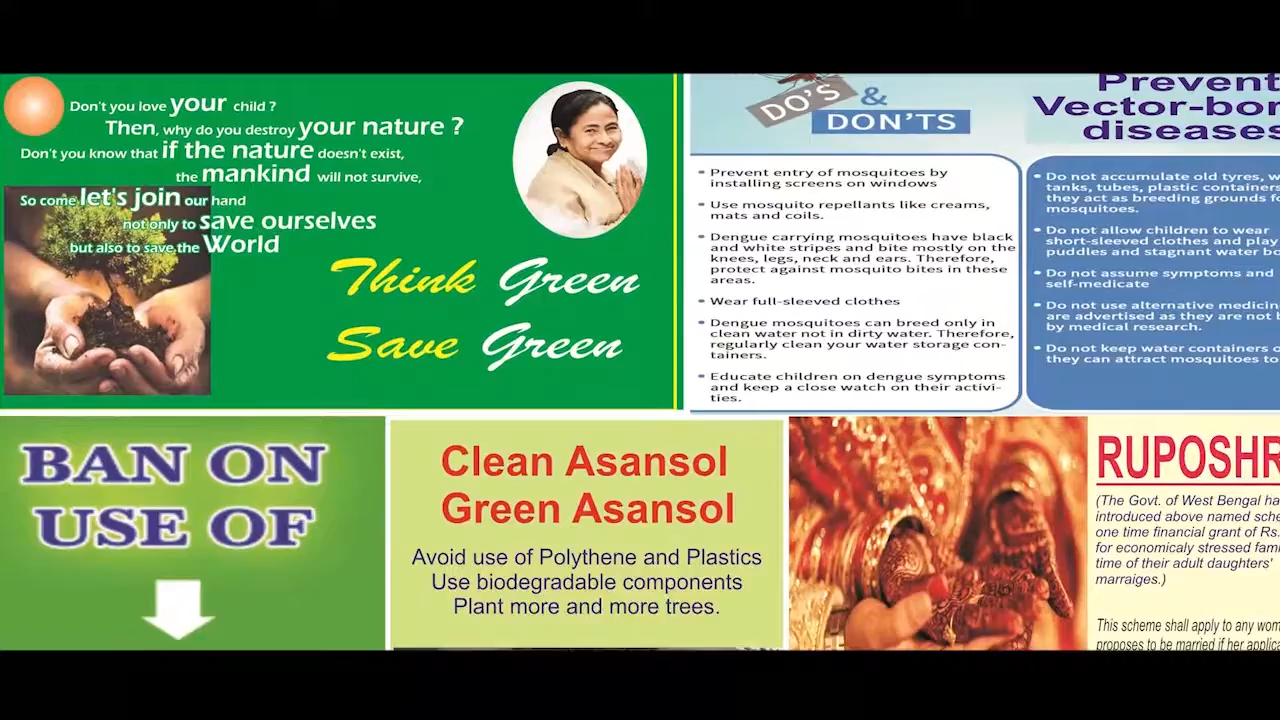 Don't you love your child ?
Then, why do you destroy your nature ?
Don't you know that if the nature doesn't exist,
the mankind will not survive,
So come let's join our hand
not only to save ourselves
but also to save the World
Think Green
Save Green
DO'S & DON'TS
Prevent entry of mosquitoes by
installing screens on windows
Use mosquito repellants like creams,
mats and coils.
Dengue carrying mosquitoes have black
and white stripes and bite mostly on the
knees, legs, neck and ears. Therefore,
protect against mosquito bites in these
areas.
Wear full-sleeved clothes
Dengue mosquitoes can breed only in
clean water not in dirty water. Therefore,
regularly clean your water storage con-
tainers.
Educate children on dengue symptoms
and keep a close watch on their activi-
ties.
Prevent
Vector-bor
diseases
Do not accumulate old tyres, w
tanks, tubes, plastic containers
they act as breeding grounds fo
mosquitoes.
Do not allow children to wear
short-sleeved clothes and play
puddles and stagnant water bo
Do not assume symptoms and
self-medicate
Do not use alternative medicin
are advertised as they are not b
by medical research.
Do not keep water containers o
they can attract mosquitoes to
BAN ON
USE OF
Clean Asansol
Green Asansol
Avoid use of Polythene and Plastics
Use biodegradable components
Plant more and more trees.
RUPOSHR
(The Govt. of West Bengal ha
introduced above named sche
one time financial grant of Rs.
for economicaly stressed fam
time of their adult daughters'
marraiges.)
This scheme shall apply to any wom
proposes to be married if her applica